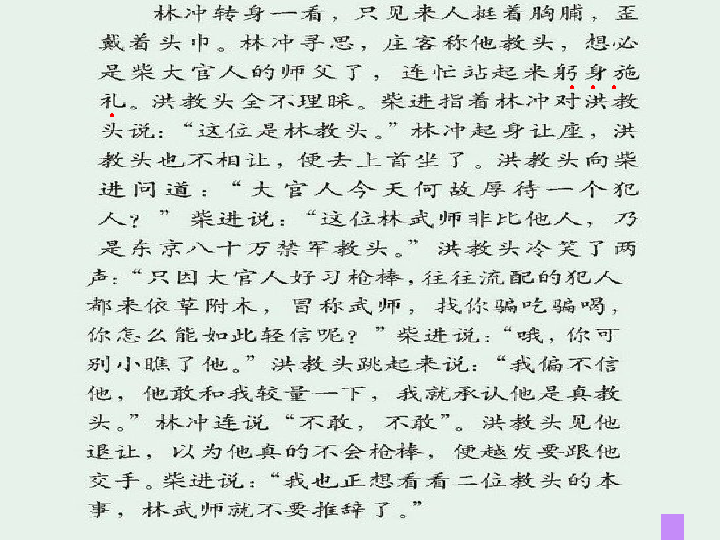 林冲转身一看，只见来人挺着胸脯，歪
戴着头巾。林冲寻思，庄客称他教头，想必
是柴大官人的师父了，连忙站起来躬身施
礼。洪教头全不理睬。柴进指着林冲对洪教
头说：“这位是林教头。”林冲起身让座，洪
教头也不相让，便去上首坐了。洪教头向柴
进问道：“大官人今天何故厚待一个犯
人？”柴进说：“这位林武师非比他人，乃
是东京八十万禁军教头。”洪教头冷笑了两
声：“只因大官人好习枪棒，往往流配的犯人
都来依草附木，冒称武师，找你骗吃骗喝，
你怎么能如此轻信呢？”柴进说：“哦，你可
别小瞧了他。”洪教头跳起来说：“我偏不信
他，他敢和我较量一下，我就承认他是真教
头。”林冲连说“不敢，不敢”。洪教头见他
退让，以为他真的不会枪棒，便越发要跟他
交手。柴进说：“我也正想看看二位教头的本
事，林武师就不要推辞了。”